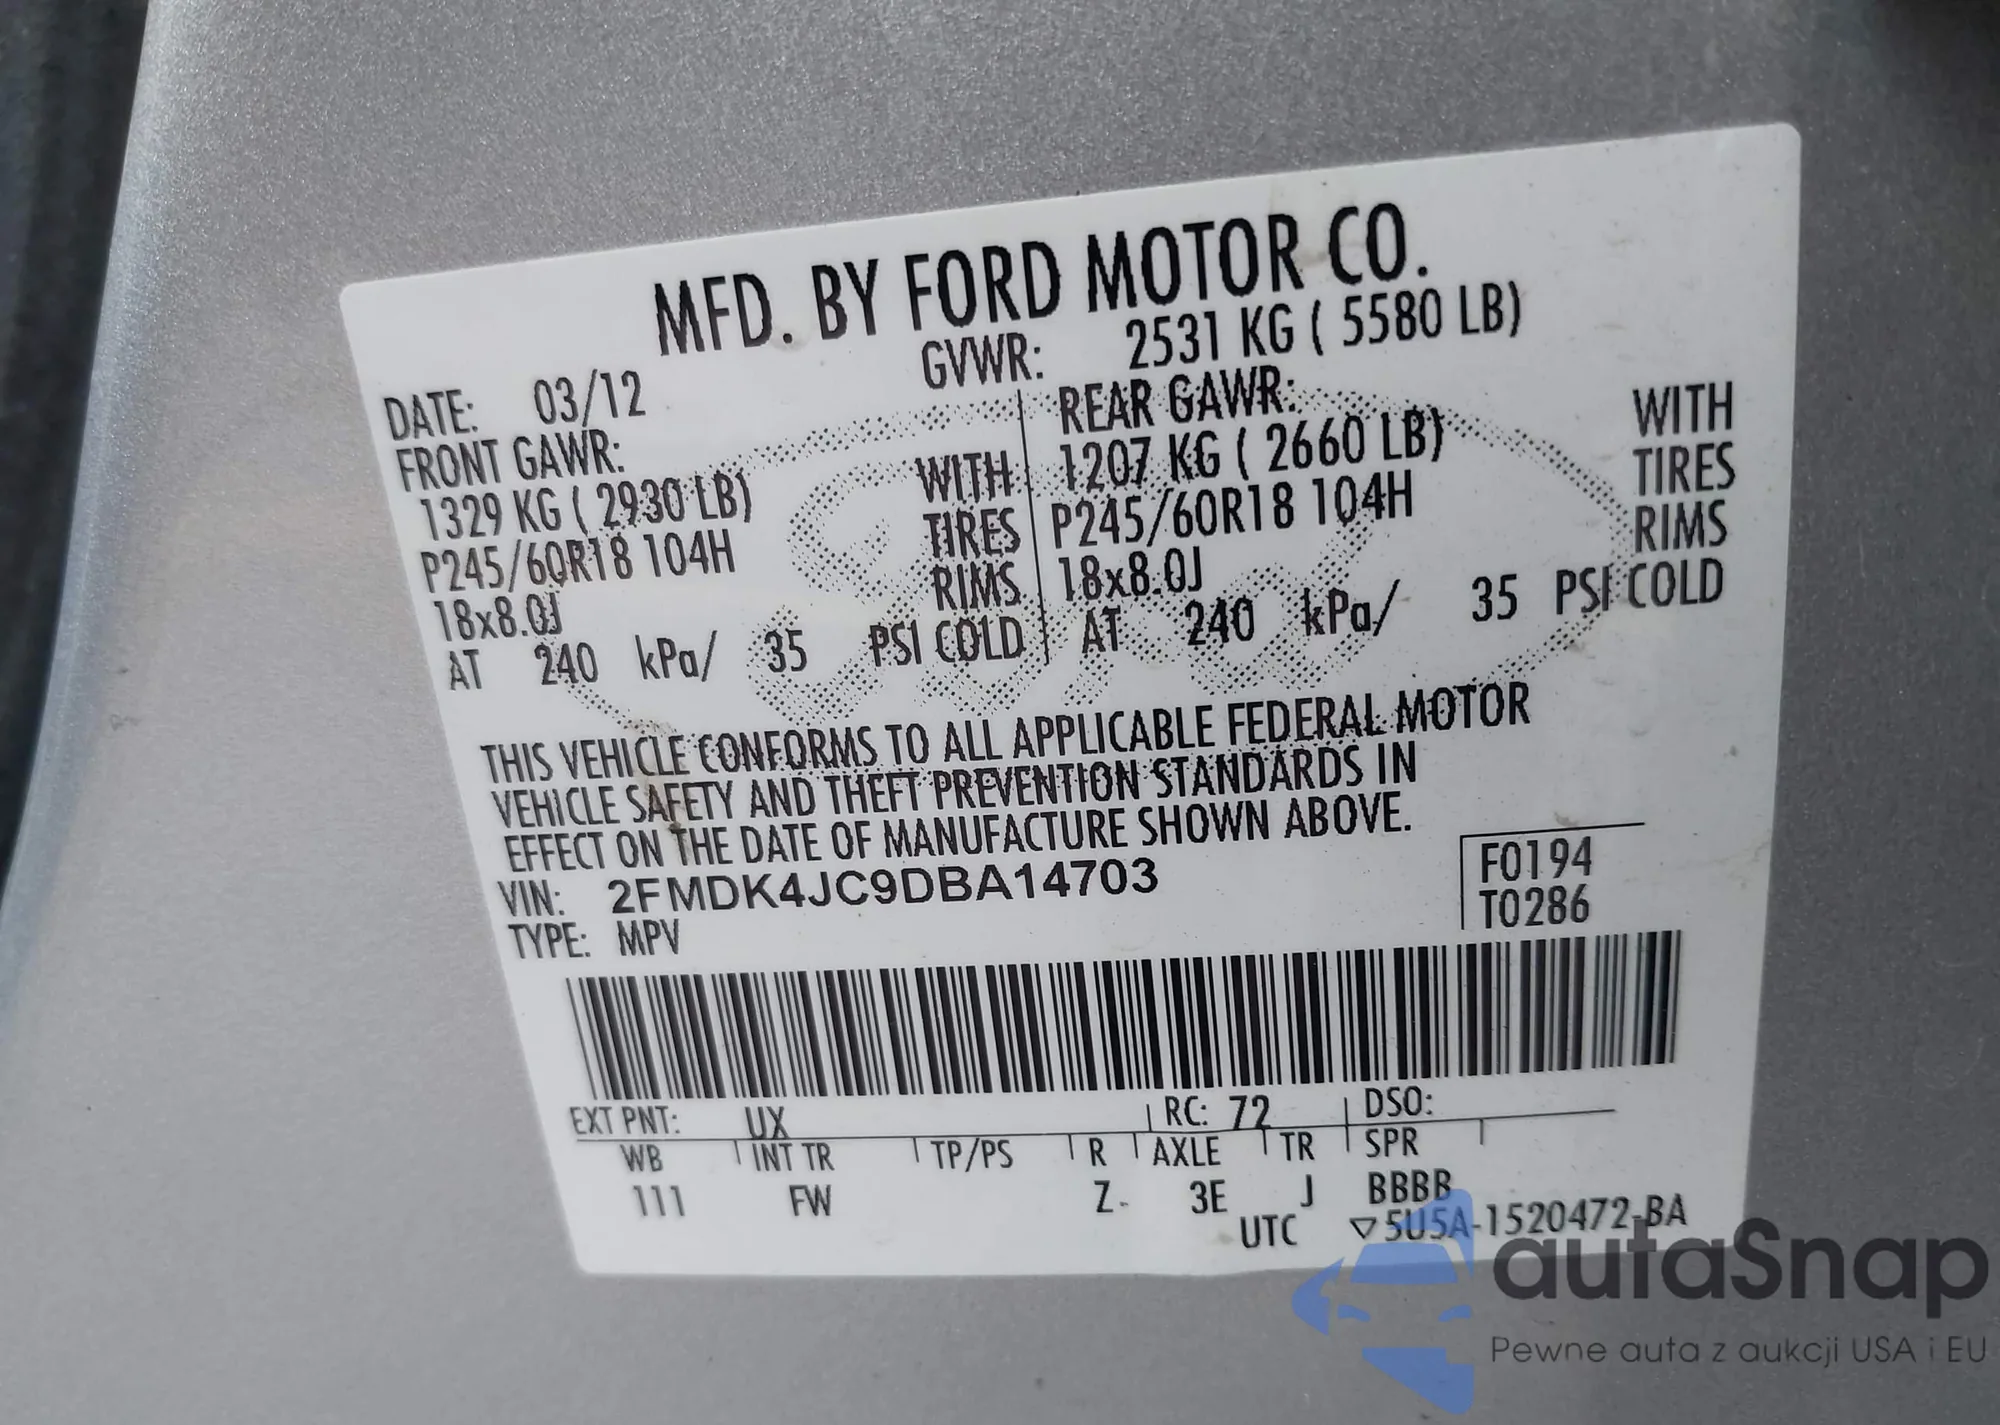 MFD. BY FORD MOTOR CO.
DATE: 03/12 GVWR: 2531 KG ( 5580 LB)
FRONT GAWR: REAR GAWR:
1329 KG ( 2930 LB) WITH 1207 KG ( 2660 LB) WITH
P245/60R18 104H TIRES P245/60R18 104H TIRES
18x8.0J RIMS 18x8.0J RIMS
AT 240 kPa/ 35 PSI COLD AT 240 kPa/ 35 PSI COLD
THIS VEHICLE CONFORMS TO ALL APPLICABLE FEDERAL MOTOR
VEHICLE SAFETY AND THEFT PREVENTION STANDARDS IN
EFFECT ON THE DATE OF MANUFACTURE SHOWN ABOVE.
VIN: 2FMDK4JC9DBA14703 F0194
TYPE: MPV T0286
EXT PNT: UX RC: 72 DSO:
WB INT TR TP/PS R AXLE TR SPR
111 FW Z- 3E J BBBB
UTC ▽5U5A-1520472-BA
autaSnap
Pewne auta z aukcji USA i EU